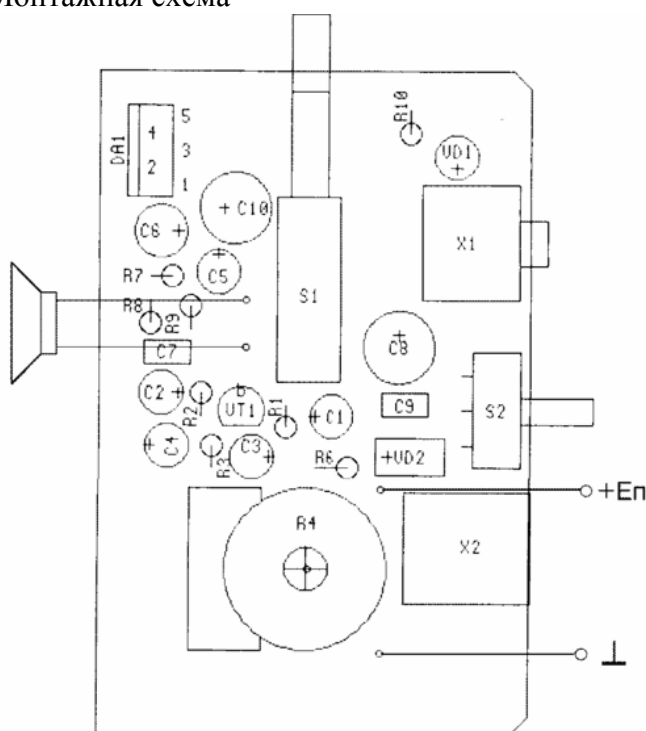 Монтажная схема
R10
5
DA1
4
VD1
+
3
2
1
+ C10
C6 +
X1
+
C5
R7
S1
R8
R9
+
C8
C7
C2 +
b
C9
S2
R2
VT1
R1
+ C1
+
C4
C3
+
R3
R6
+VD2
+Eп
R4
X2
⊥